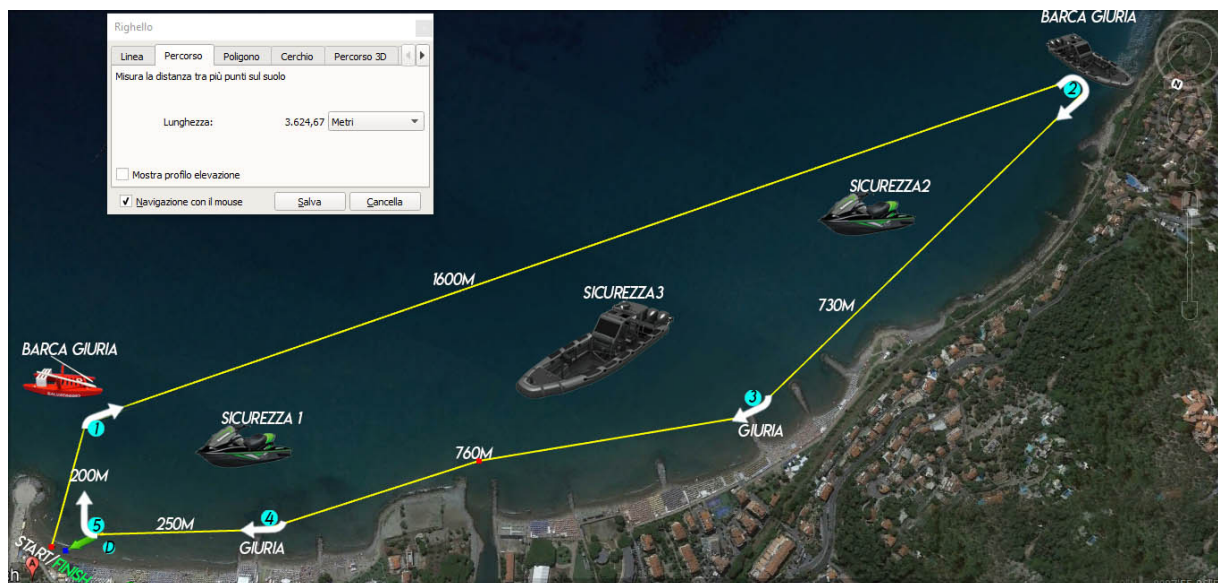 Righello
Linea Percorso Poligono Cerchio Percorso 3D
Misura la distanza tra più punti sul suolo
Lunghezza: 3.624,67 Metri
Mostra profilo elevazione
Navigazione con il mouse Salva Cancella
BARCA GIURIA
2
N
SICUREZZA2
1600M
SICUREZZA3
730M
BARCA GIURIA
1
SICUREZZA 1
3
GIURIA
760M
200M
5
250M
4
GIURIA
D
START/FINISH
A